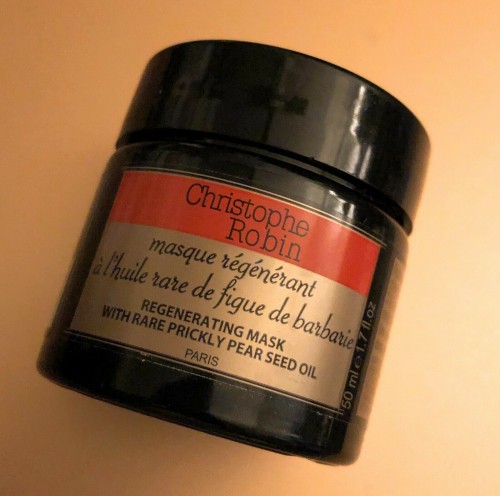 Christophe
Robin
masque régénérant
à l'huile rare de figue de barbarie
REGENERATING MASK
WITH RARE PRICKLY PEAR SEED OIL
PARIS
50 ml e 1.7 fl.oz